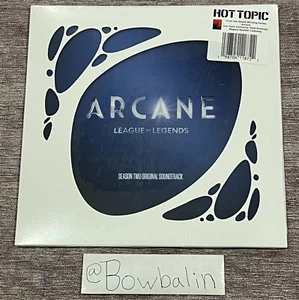 HOT TOPIC
ARCANE
LEAGUE OF LEGENDS
SEASON TWO ORIGINAL SOUNDTRACK
@Bowbalin